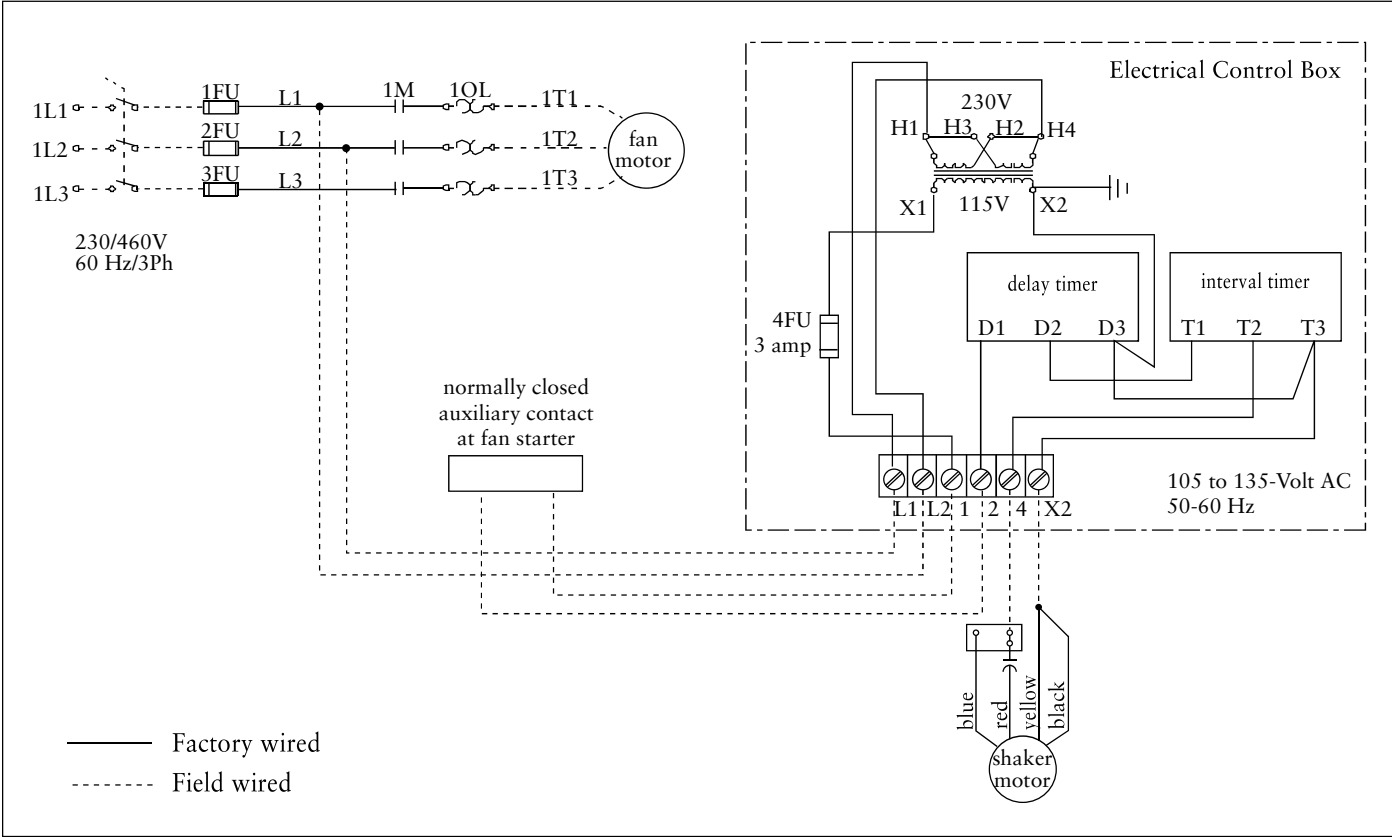 Electrical Control Box
1FU
L1
1M
1OL
1T1
1L1
2FU
L2
1T2
1L2
3FU
L3
1T3
1L3
fan
motor
230/460V
60 Hz/3Ph
230V
H1
H3
H2
H4
X1
115V
X2
delay timer
D1
D2
D3
interval timer
T1
T2
T3
4FU
3 amp
normally closed
auxiliary contact
at fan starter
105 to 135-Volt AC
50-60 Hz
L1
L2
1
2
4
X2
blue
red
yellow
black
shaker
motor
Factory wired
Field wired